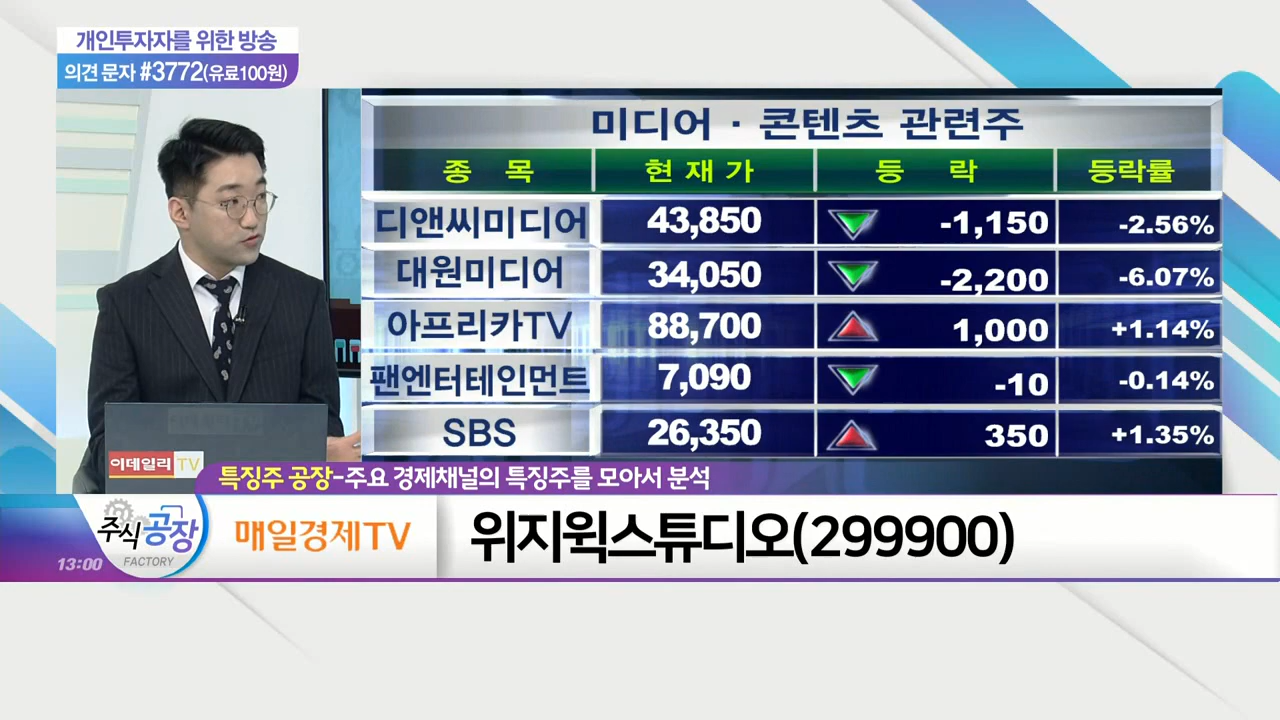 개인투자자를 위한 방송
의견 문자 #3772(유료100원)
미디어 · 콘텐츠 관련주
종 목 현 재 가 등 락 등락률
디앤씨미디어 43,850 -1,150 -2.56%
대원미디어 34,050 -2,200 -6.07%
아프리카TV 88,700 1,000 +1.14%
팬엔터테인먼트 7,090 -10 -0.14%
SBS 26,350 350 +1.35%
이데일리 TV
특징주 공장-주요 경제채널의 특징주를 모아서 분석
주식공장
FACTORY
13:00
매일경제TV
위지윅스튜디오(299900)